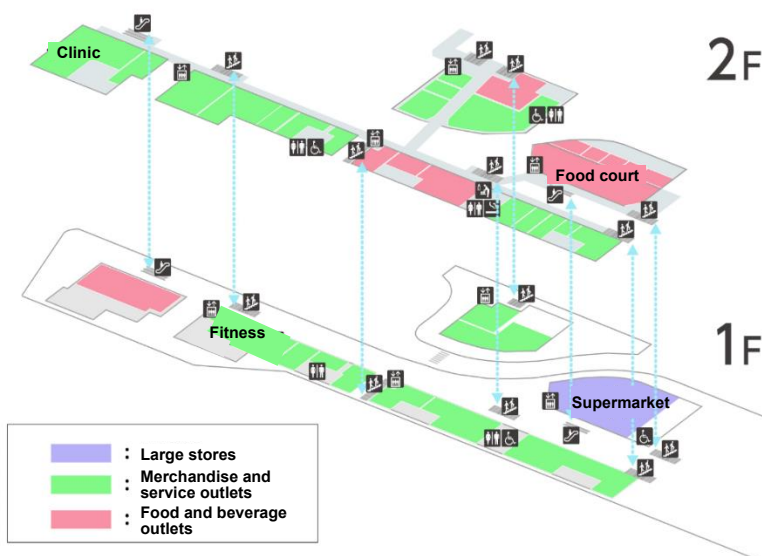 Clinic
2F
Food court
Fitness
1F
Supermarket
: Large stores
: Merchandise and
service outlets
: Food and beverage
outlets